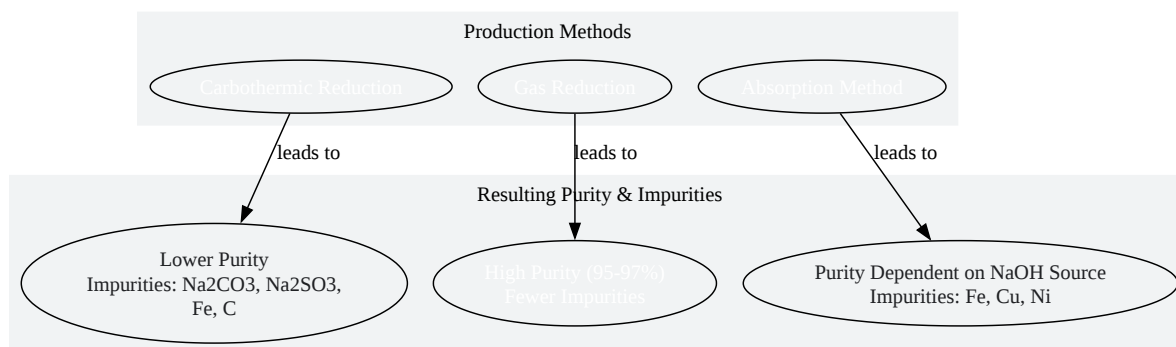 Production Methods
Carbothermic Reduction
Gas Reduction
Absorption Method
leads to
leads to
leads to
Resulting Purity & Impurities
Lower Purity
Impurities: Na2CO3, Na2SO3,
Fe, C
High Purity (95-97%)
Fewer Impurities
Purity Dependent on NaOH Source
Impurities: Fe, Cu, Ni